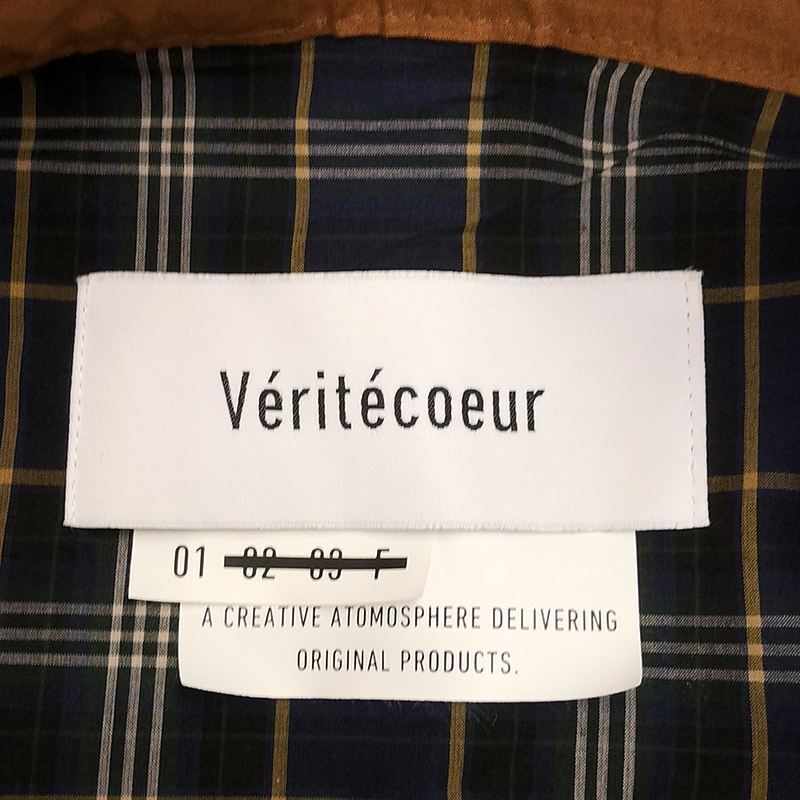 Véritécoeur
01 02 03 F
A CREATIVE ATOMOSPHERE DELIVERING
ORIGINAL PRODUCTS.